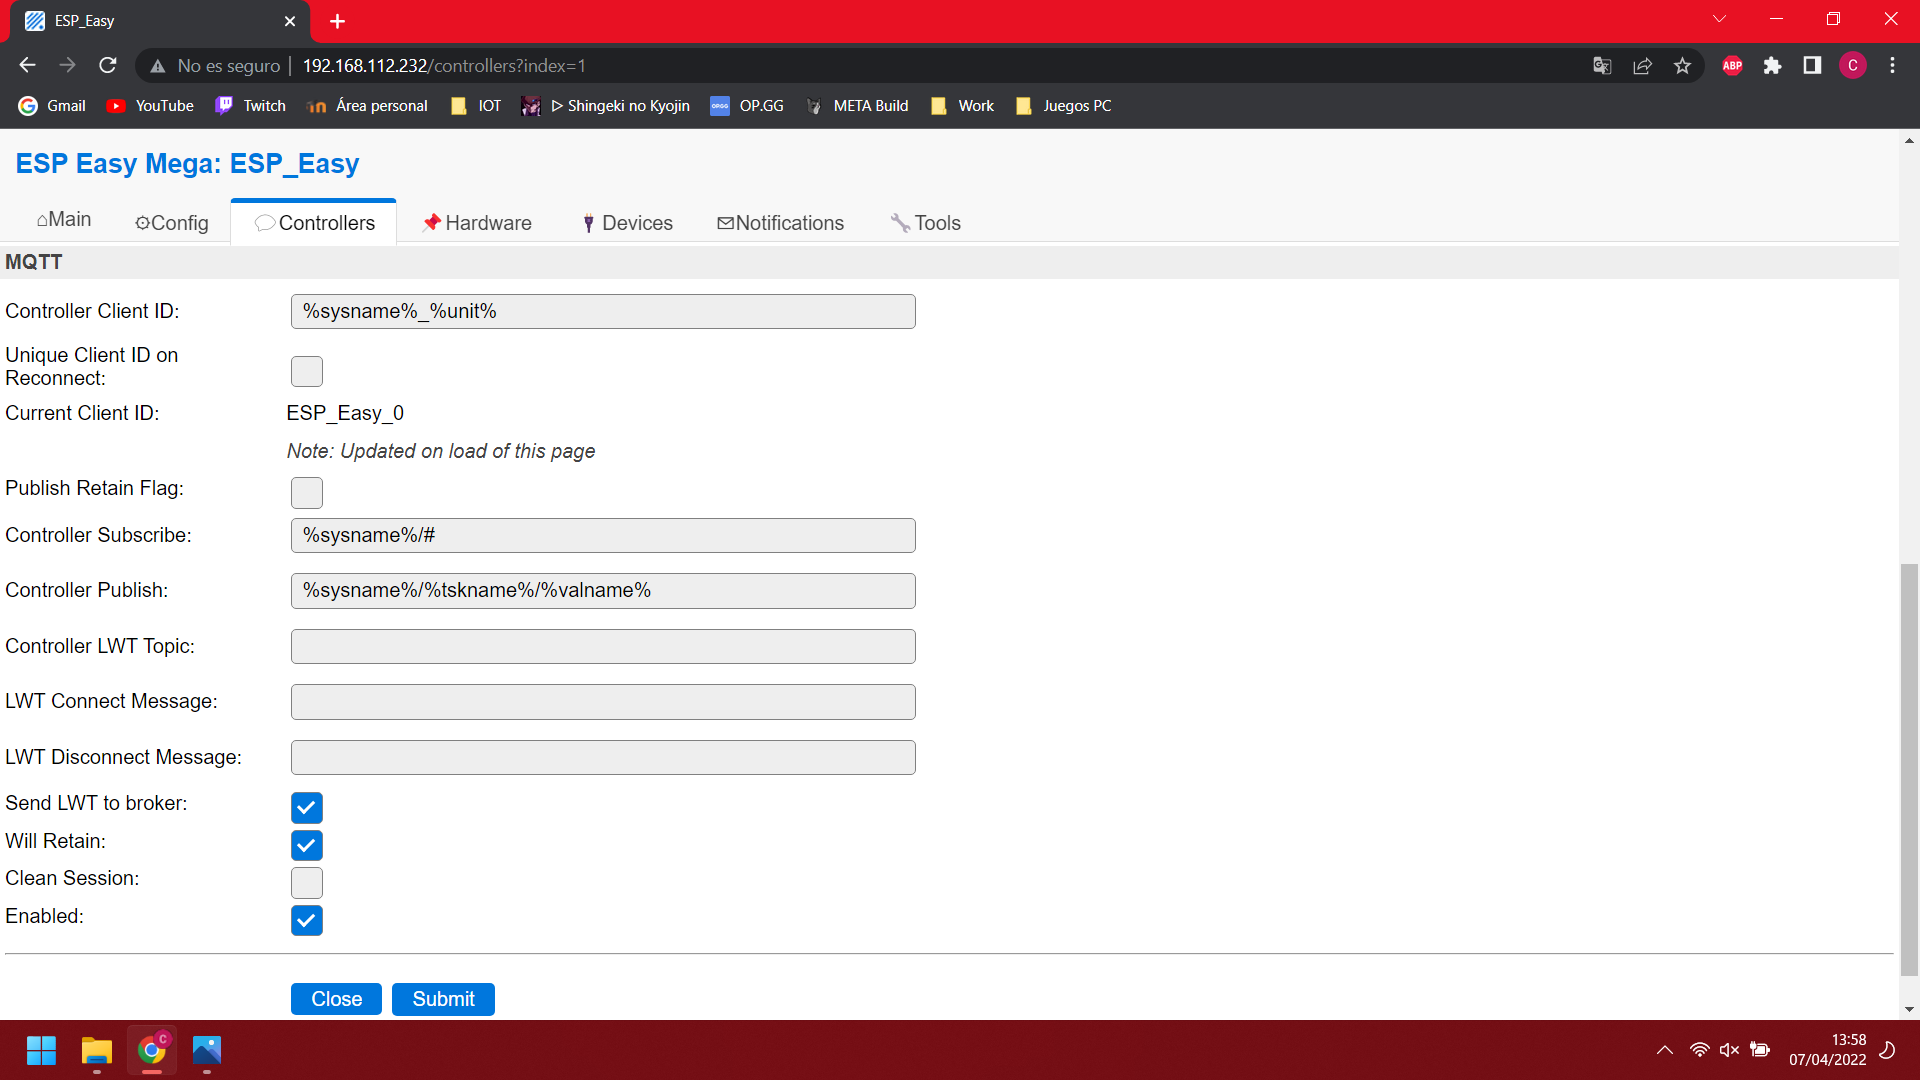 ESP_Easy
No es seguro | 192.168.112.232/controllers?index=1
ABP
C
Gmail YouTube Twitch Área personal IOT ▷ Shingeki no Kyojin OP.GG OP.GG META Build Work Juegos PC
ESP Easy Mega: ESP_Easy
Main Config Controllers Hardware Devices Notifications Tools
MQTT
Controller Client ID: %sysname%_%unit%
Unique Client ID on
Reconnect:
Current Client ID: ESP_Easy_0
Note: Updated on load of this page
Publish Retain Flag:
Controller Subscribe: %sysname%/#
Controller Publish: %sysname%/%tskname%/%valname%
Controller LWT Topic:
LWT Connect Message:
LWT Disconnect Message:
Send LWT to broker:
Will Retain:
Clean Session:
Enabled:
Close Submit
C
13:58
07/04/2022